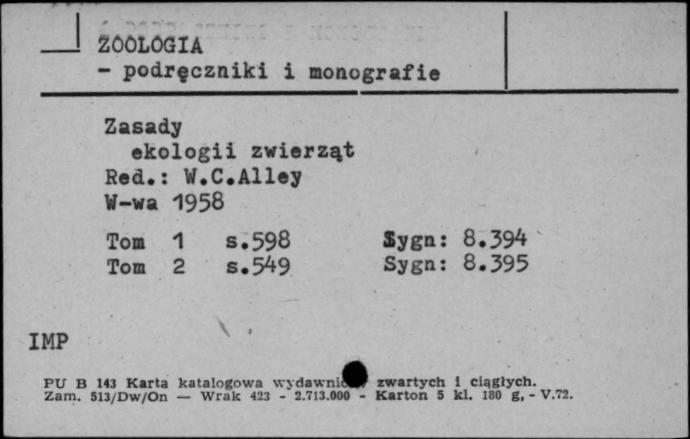 ZOOLOGIA
- podręczniki i monografie
Zasady
ekologii zwierząt
Red.: W.C.Alley
W-wa 1958
Tom 1 s.598 Sygn: 8.394
Tom 2 s.549 Sygn: 8.395
IMP
PU B 143 Karta katalogowa zwartych i ciągłych.
Zam. 513/Dw/On — Wrak 423 - 2.713.000 - Karton 5 kl. 180 g, - V.72.